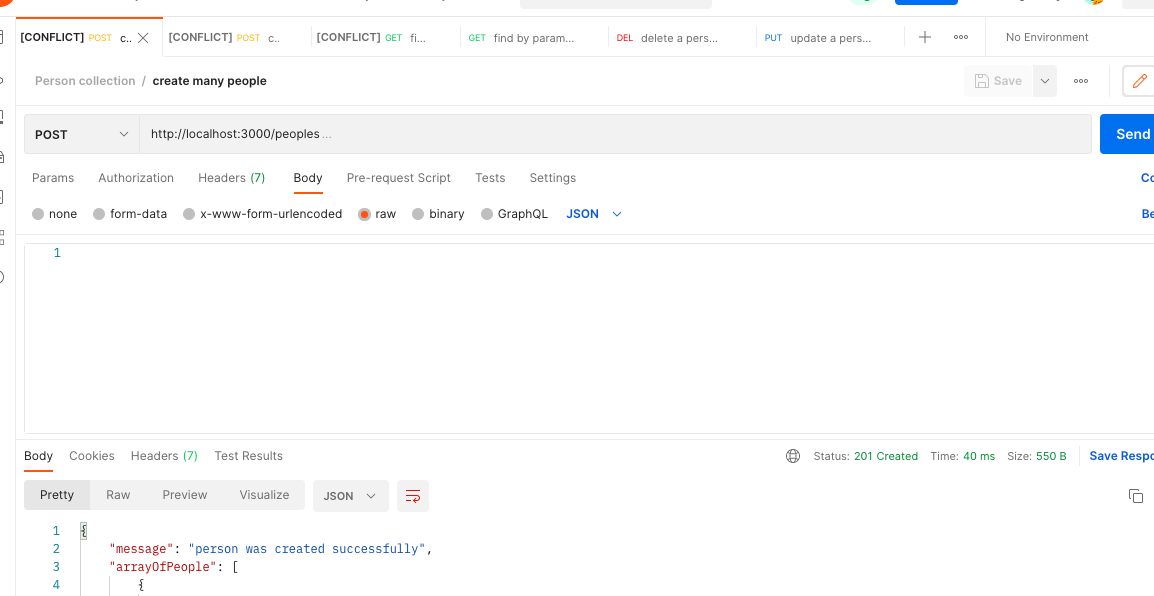 [CONFLICT] POST c.. [CONFLICT] POST c.. [CONFLICT] GET fi... GET find by param... DEL delete a pers... PUT update a pers... No Environment
Person collection / create many people Save
POST http://localhost:3000/peoples ... Send
Params Authorization Headers (7) Body Pre-request Script Tests Settings Co
none form-data x-www-form-urlencoded raw binary GraphQL JSON Be
1
Body Cookies Headers (7) Test Results Status: 201 Created Time: 40 ms Size: 550 B Save Respo
Pretty Raw Preview Visualize JSON
1 {
2 "message": "person was created successfully",
3 "arrayOfPeople": [
4 {